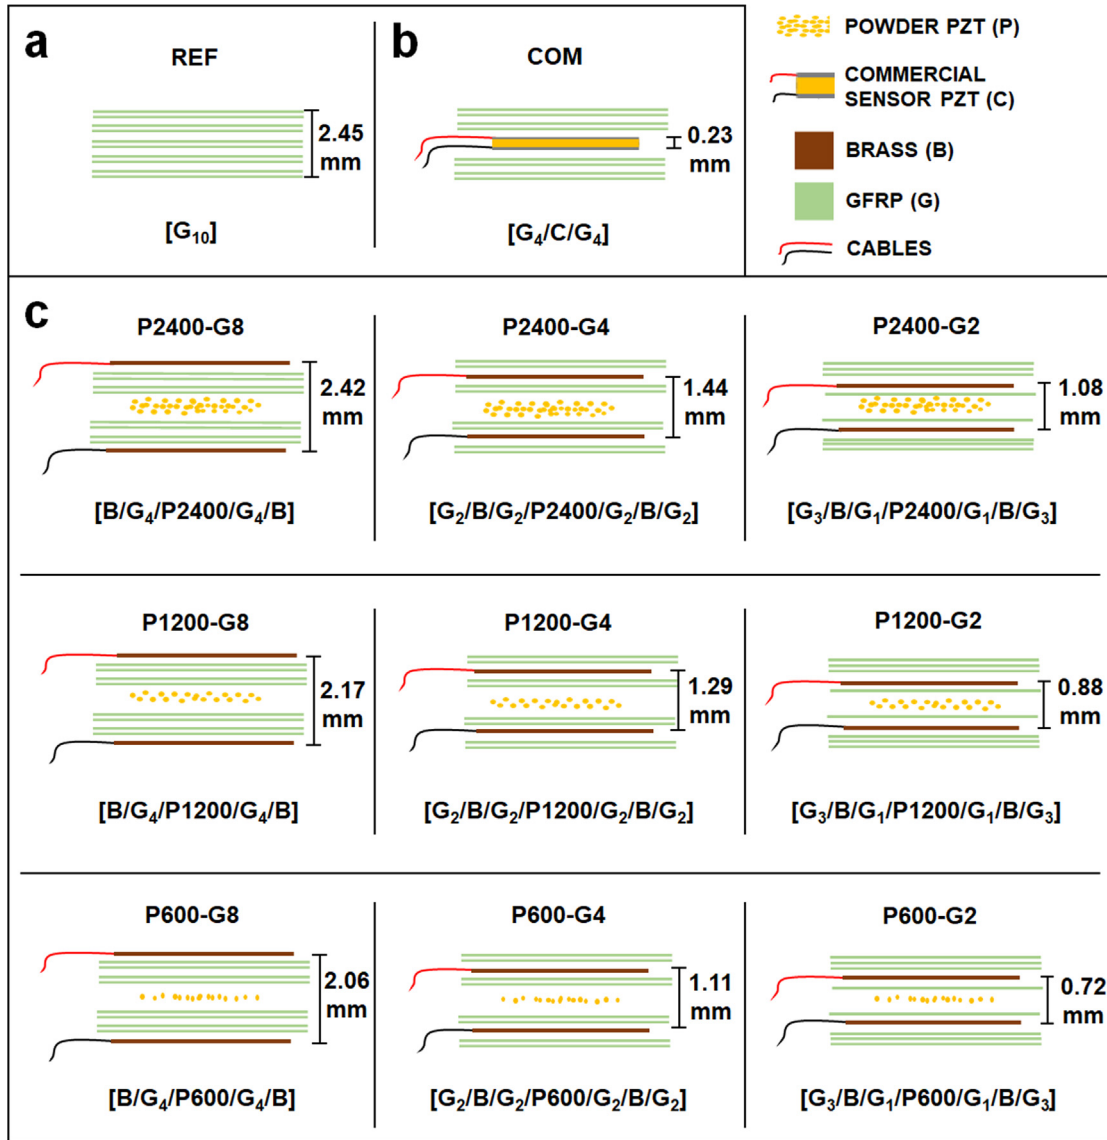 a
REF
2.45
mm
[G₁₀]
b
COM
0.23
mm
[G₄/C/G₄]
POWDER PZT (P)
COMMERCIAL
SENSOR PZT (C)
BRASS (B)
GFRP (G)
CABLES
c
P2400-G8
2.42
mm
[B/G₄/P2400/G₄/B]
P2400-G4
1.44
mm
[G₂/B/G₂/P2400/G₂/B/G₂]
P2400-G2
1.08
mm
[G₃/B/G₁/P2400/G₁/B/G₃]
P1200-G8
2.17
mm
[B/G₄/P1200/G₄/B]
P1200-G4
1.29
mm
[G₂/B/G₂/P1200/G₂/B/G₂]
P1200-G2
0.88
mm
[G₃/B/G₁/P1200/G₁/B/G₃]
P600-G8
2.06
mm
[B/G₄/P600/G₄/B]
P600-G4
1.11
mm
[G₂/B/G₂/P600/G₂/B/G₂]
P600-G2
0.72
mm
[G₃/B/G₁/P600/G₁/B/G₃]